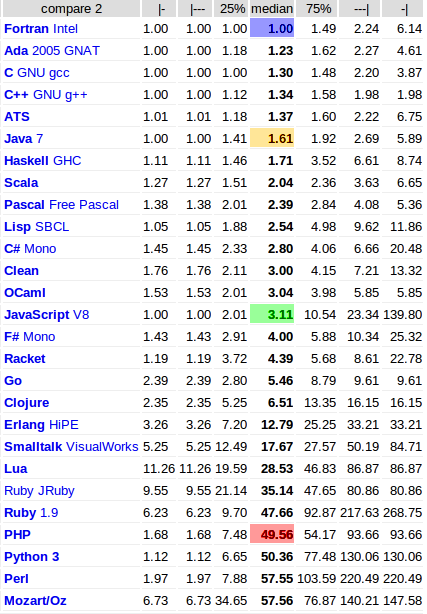 compare 2 |- |--- 25% median 75% ---| -|
Fortran Intel 1.00 1.00 1.00 1.00 1.49 2.24 6.14
Ada 2005 GNAT 1.00 1.00 1.18 1.23 1.62 2.27 4.61
C GNU gcc 1.00 1.00 1.00 1.30 1.48 2.20 3.87
C++ GNU g++ 1.00 1.00 1.12 1.34 1.58 1.98 1.98
ATS 1.01 1.01 1.18 1.37 1.60 2.22 6.75
Java 7 1.00 1.00 1.41 1.61 1.92 2.69 5.89
Haskell GHC 1.11 1.11 1.46 1.71 3.52 6.61 8.74
Scala 1.27 1.27 1.51 2.04 2.36 3.63 6.65
Pascal Free Pascal 1.38 1.38 2.01 2.39 2.84 4.08 5.36
Lisp SBCL 1.05 1.05 1.88 2.54 4.98 9.62 11.86
C# Mono 1.45 1.45 2.33 2.80 4.06 6.66 20.48
Clean 1.76 1.76 2.11 3.00 4.15 7.21 13.32
OCaml 1.53 1.53 2.01 3.04 3.98 5.85 5.85
JavaScript V8 1.00 1.00 2.01 3.11 10.54 23.34 139.80
F# Mono 1.43 1.43 2.91 4.00 5.88 10.34 25.32
Racket 1.19 1.19 3.72 4.39 5.68 8.61 22.78
Go 2.39 2.39 2.80 5.46 8.79 9.61 9.61
Clojure 2.35 2.35 5.25 6.51 13.35 16.15 16.15
Erlang HiPE 3.26 3.26 7.20 12.79 25.25 33.21 33.21
Smalltalk VisualWorks 5.25 5.25 12.49 17.67 27.57 50.19 84.71
Lua 11.26 11.26 19.59 28.53 46.83 86.87 86.87
Ruby JRuby 9.55 9.55 21.14 35.14 47.65 80.86 80.86
Ruby 1.9 6.23 6.23 9.70 47.66 92.87 217.63 268.75
PHP 1.68 1.68 7.48 49.56 54.17 93.66 93.66
Python 3 1.12 1.12 6.65 50.36 77.48 130.06 130.06
Perl 1.97 1.97 7.88 57.55 103.59 220.49 220.49
Mozart/Oz 6.73 6.73 34.65 57.56 76.87 140.21 147.58